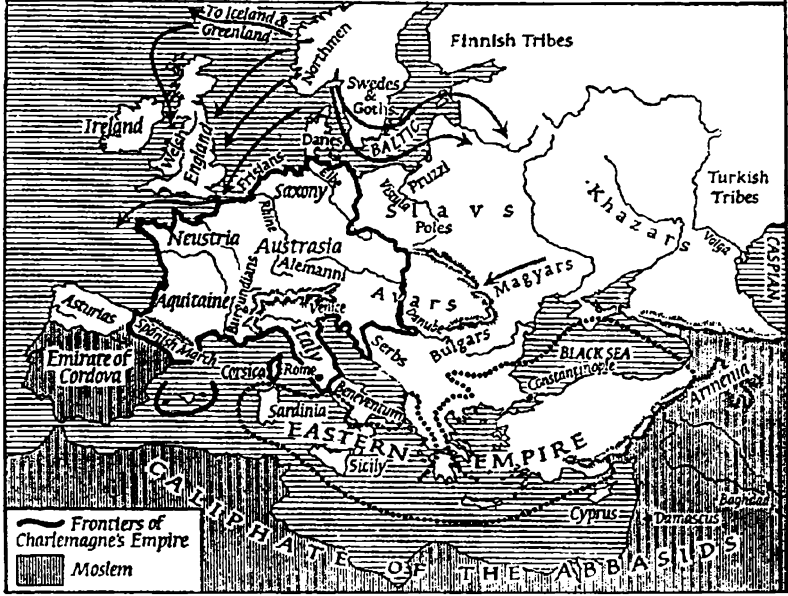 To Iceland &
Greenland
Northmen
Finnish Tribes
Swedes
&
Goths
Ireland
Welsh
England
Danes
BALTIC
Frisians
Elbe
Saxony
Pruzzi
Vistula
Slavs
Poles
Turkish
Tribes
Khazars
Volga
CASPIAN
Neustria
Rhine
Austrasia
Alemanni
Magyars
Avars
Danube
Aquitaine
Burgundians
Venice
Asturias
Spanish March
Italy
Serbs
Bulgars
Emirate of
Cordova
Corsica
Rome
BLACK SEA
Constantinople
Armenia
Beneventum
Sardinia
EASTERN EMPIRE
Sicily
Cyprus
Baghdad
Damascus
CALIPHATE OF THE ABBASIDS
Frontiers of
Charlemagne's Empire
Moslem